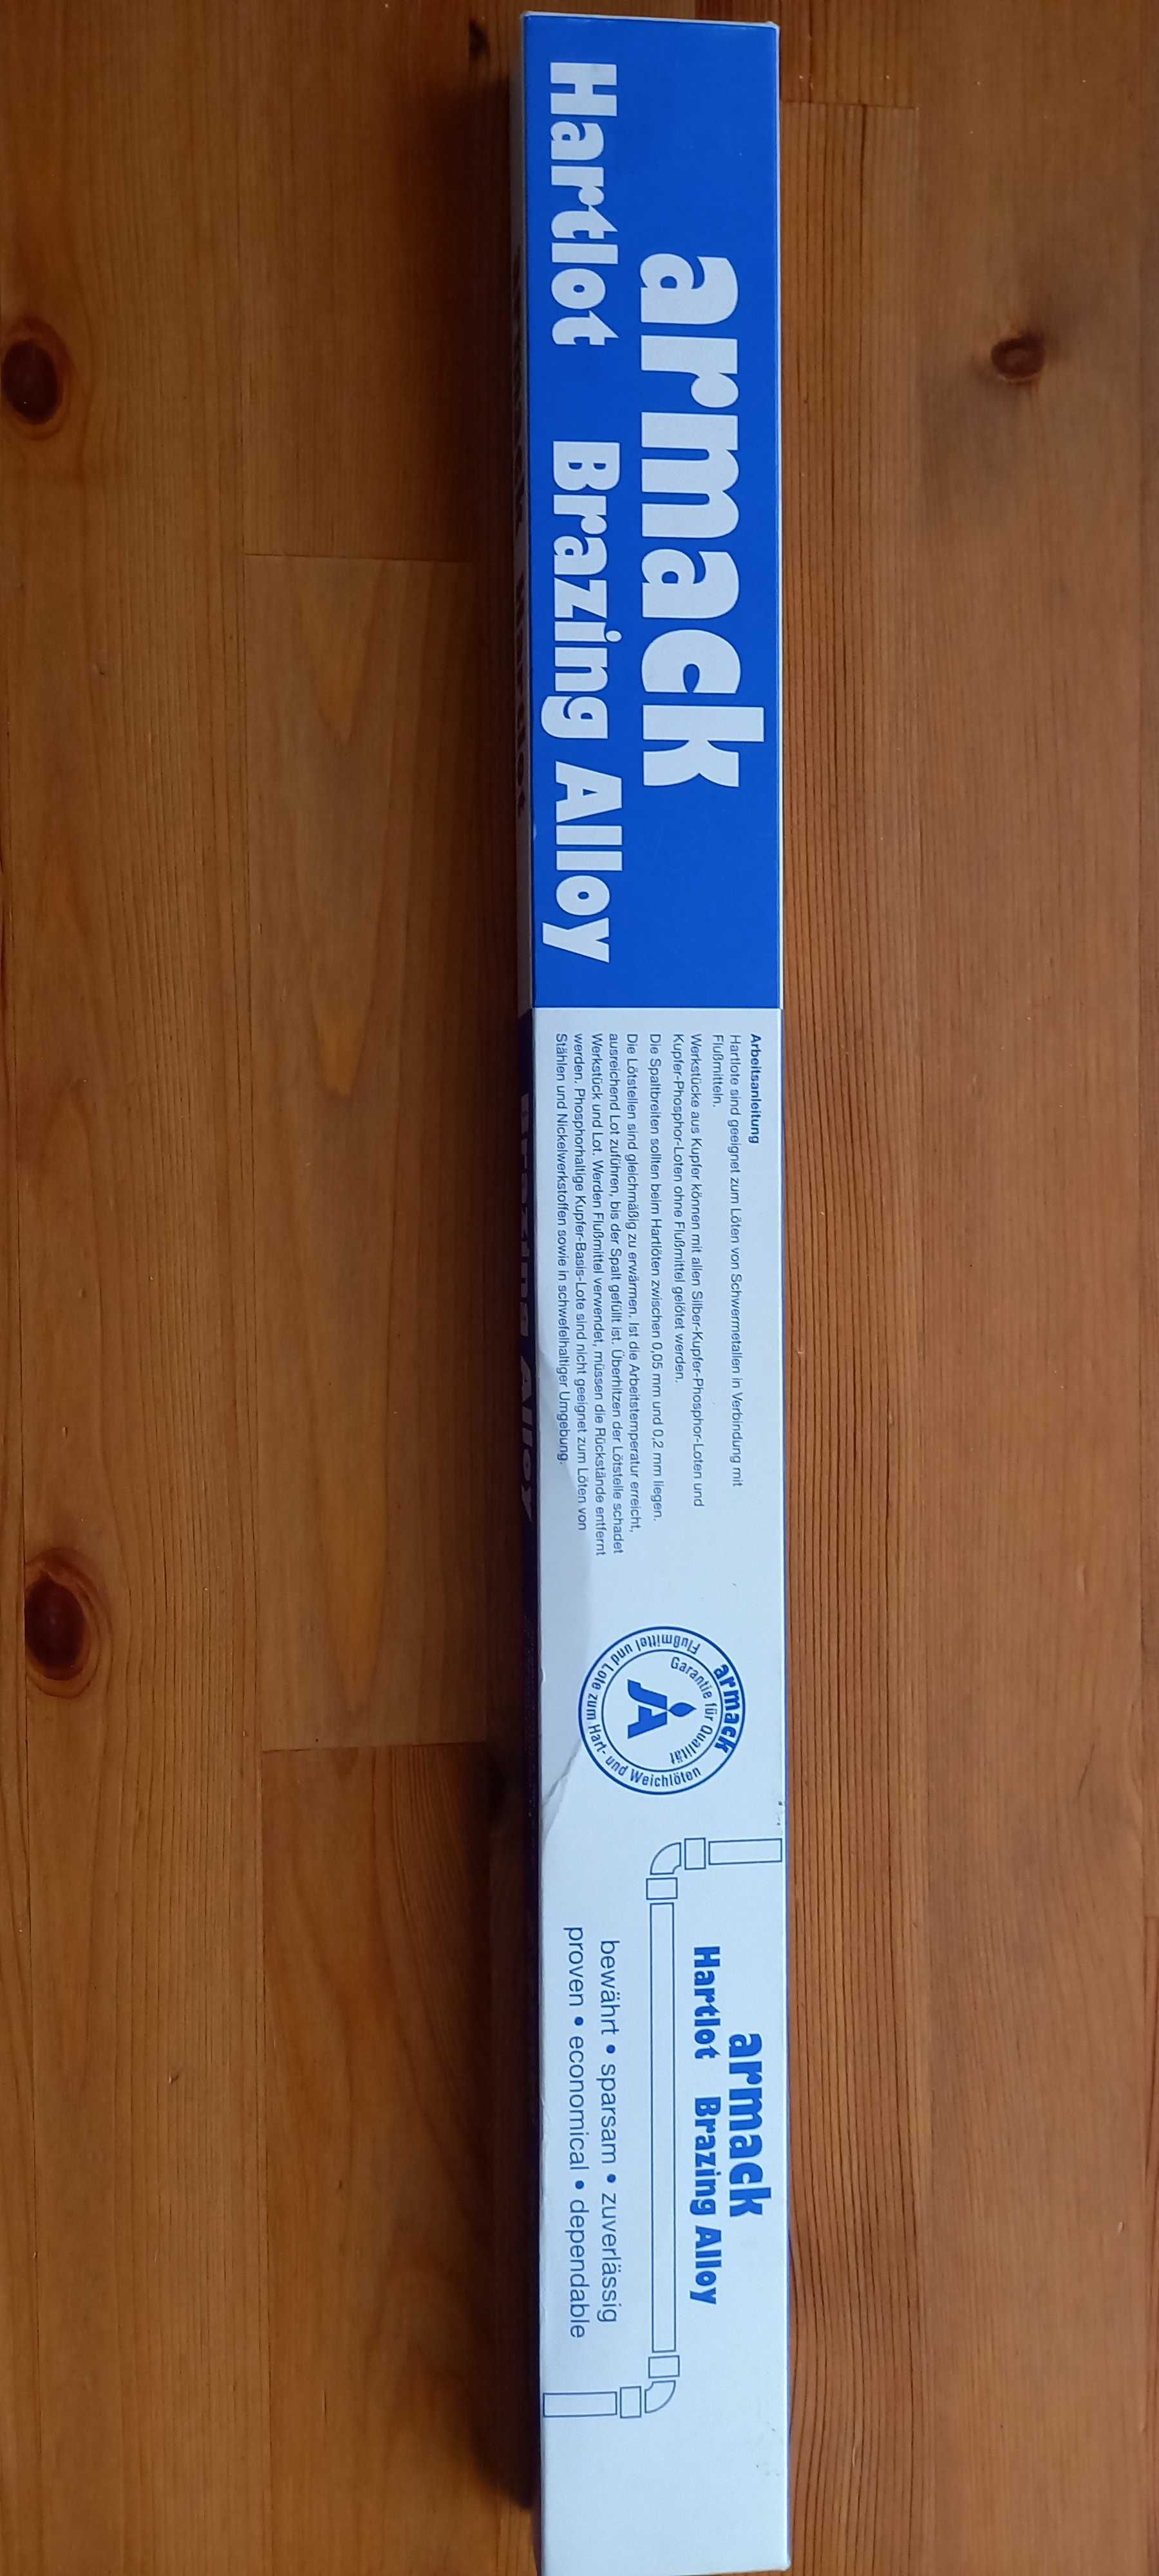 armack
Hartlot Brazing Alloy
Arbeitsanleitung
Hartlote sind geeignet zum Löten von Schwermetallen in Verbindung mit
Flußmitteln.
Werkstücke aus Kupfer können mit allen Silber-Kupfer-Phosphor-Loten und
Kupfer-Phosphor-Loten ohne Flußmittel gelötet werden.
Die Spaltbreiten sollten beim Hartlöten zwischen 0,05 mm und 0,2 mm liegen.
Die Lötstellen sind gleichmäßig zu erwärmen. Ist die Arbeitstemperatur erreicht,
ausreichend Lot zuführen, bis der Spalt gefüllt ist. Überhitzen der Lötstelle schadet
Werkstück und Lot. Werden Flußmittel verwendet, müssen die Rückstände entfernt
werden. Phosphorhaltige Kupfer-Basis-Lote sind nicht geeignet zum Löten von
Stählen und Nickelwerkstoffen sowie in schwefelhaltiger Umgebung.
armack
Garantie für Qualität
JA
Flußmittel und Lote zum Hart- und Weichlöten
armack
Hartlot Brazing Alloy
bewährt • sparsam • zuverlässig
proven • economical • dependable
Brazing Alloy